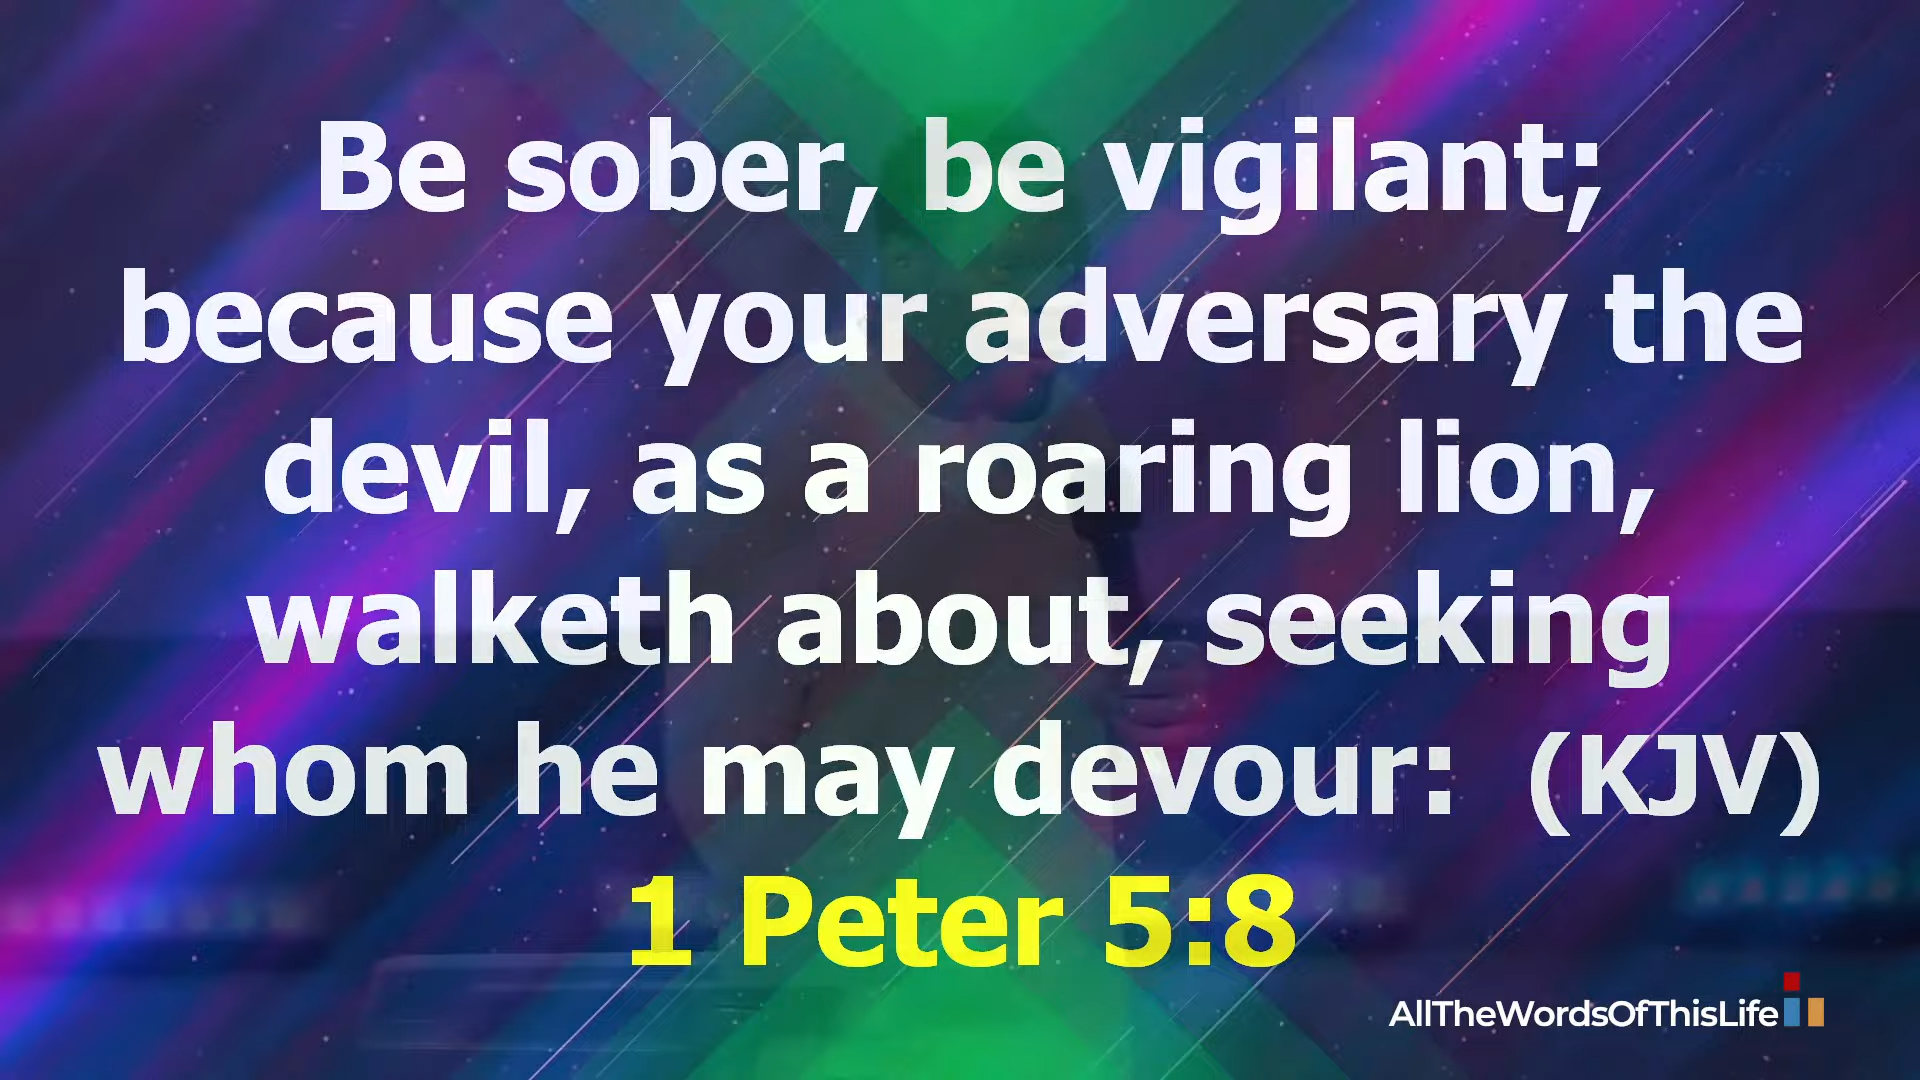 Be sober, be vigilant;
because your adversary the
devil, as a roaring lion,
walketh about, seeking
whom he may devour:  (KJV)
1 Peter 5:8
AllTheWordsOfThisLife